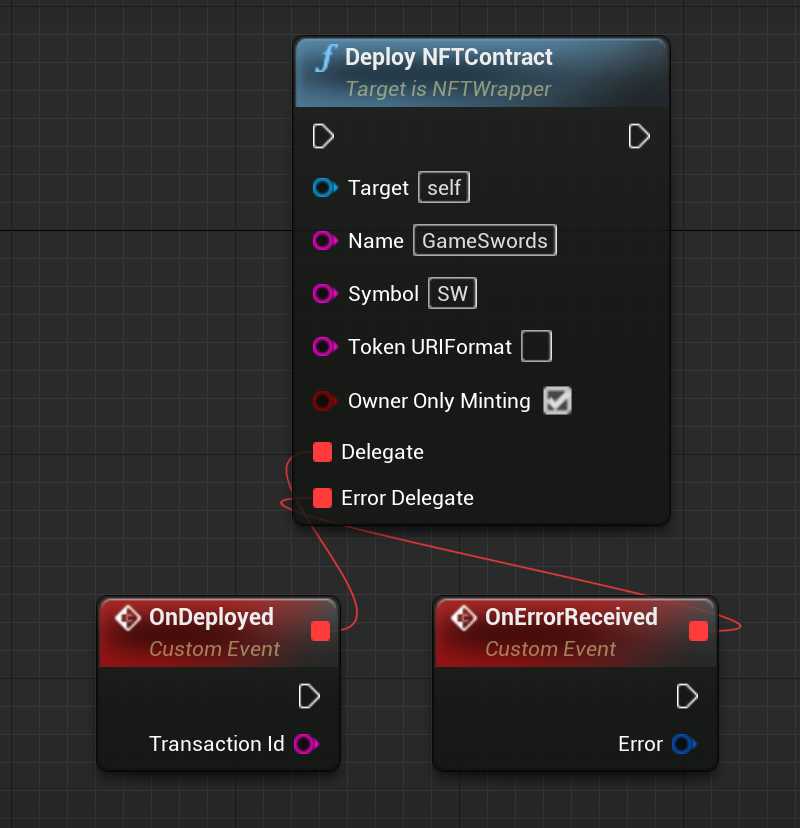 Deploy NFTContract
Target is NFTWrapper
Target self
Name GameSwords
Symbol SW
Token URIFormat
Owner Only Minting
Delegate
Error Delegate
OnDeployed
Custom Event
Transaction Id
OnErrorReceived
Custom Event
Error